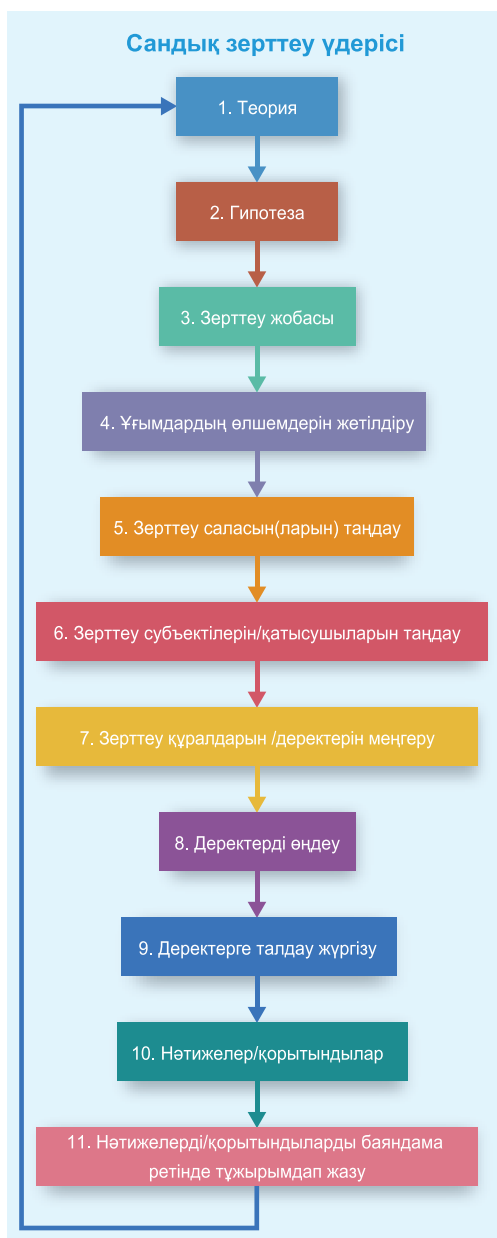 Сандық зерттеу үдерісі
1. Теория
2. Гипотеза
3. Зерттеу жобасы
4. Ұғымдардың өлшемдерін жетілдіру
5. Зерттеу саласын(ларын) таңдау
6. Зерттеу субъектілерін/қатысушыларын таңдау
7. Зерттеу құралдарын /деректерін меңгеру
8. Деректерді өңдеу
9. Деректерге талдау жүргізу
10. Нәтижелер/қорытындылар
11. Нәтижелерді/қорытындыларды баяндама
ретінде тұжырымдап жазу